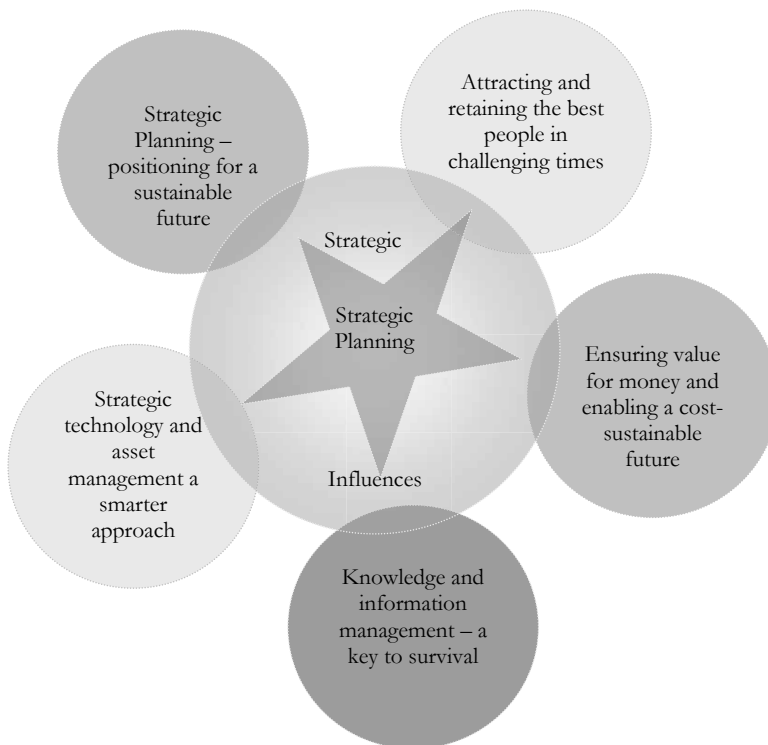 Strategic
Planning –
positioning for a
sustainable
future
Attracting and
retaining the best
people in
challenging times
Strategic
Strategic
Planning
Ensuring value
for money and
enabling a cost-
sustainable
future
Strategic
technology and
asset
management a
smarter
approach
Influences
Knowledge and
information
management – a
key to survival